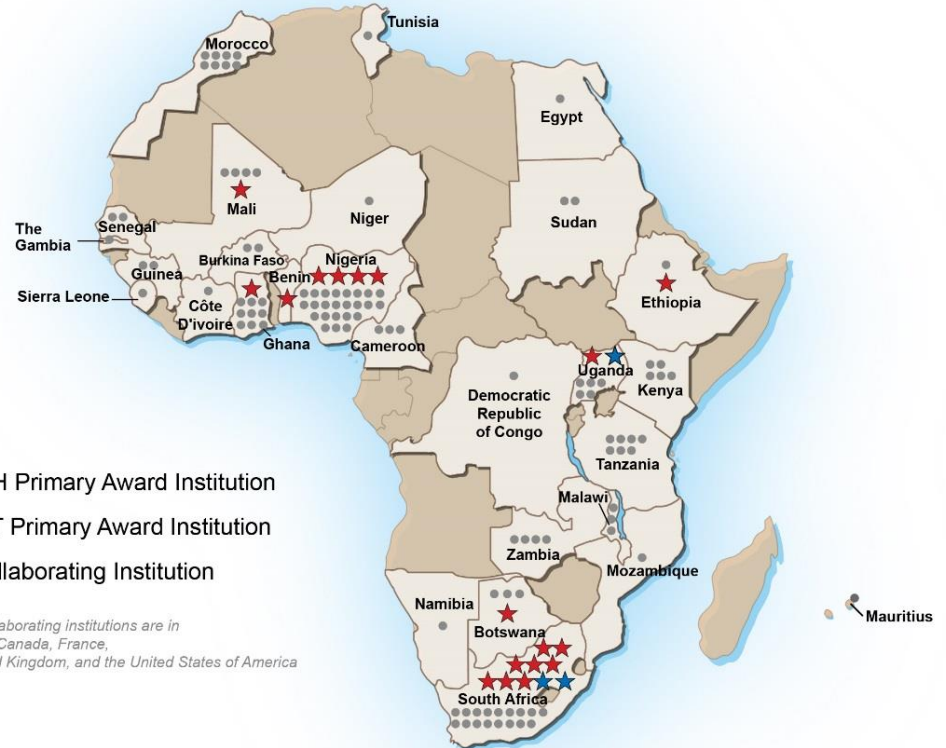 Tunisia
Morocco
Egypt
Mali
Niger
Sudan
The
Gambia
Senegal
Burkina Faso
Nigeria
Benin
Guinea
Ethiopia
Sierra Leone
Côte
D'ivoire
Ghana
Cameroon
Uganda
Kenya
Democratic
Republic
of Congo
Tanzania
Malawi
Zambia
Mozambique
Namibia
Botswana
Mauritius
South Africa
H Primary Award Institution
T Primary Award Institution
llaborating Institution
aborating institutions are in
Canada, France,
d Kingdom, and the United States of America